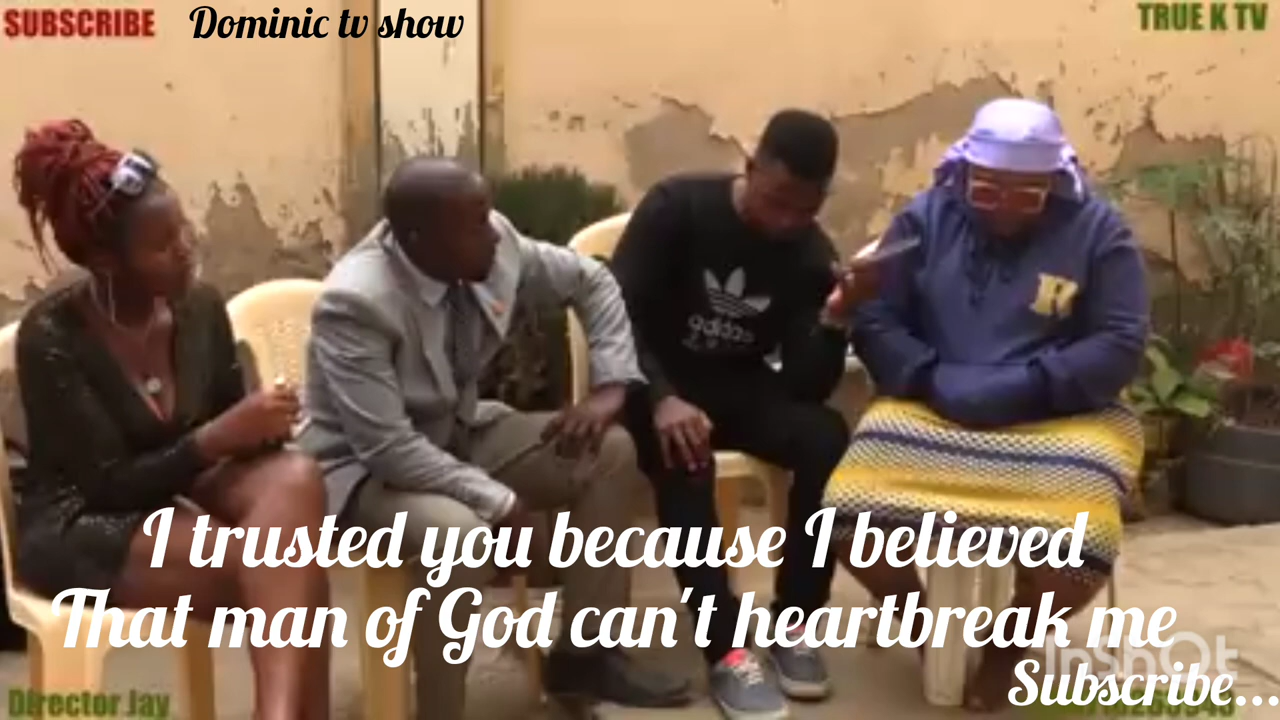 SUBSCRIBE
Dominic tv show
TRUE K TV
adidas
I trusted you because I believed
That man of God can't heartbreak me
InShOt
Subscribe...
Director Jay